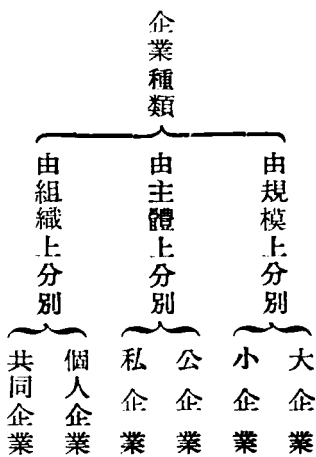 企業種類
由規模上分別
大企業
小企業
由主體上分別
公企業
私企業
由組織上分別
個人企業
共同企業